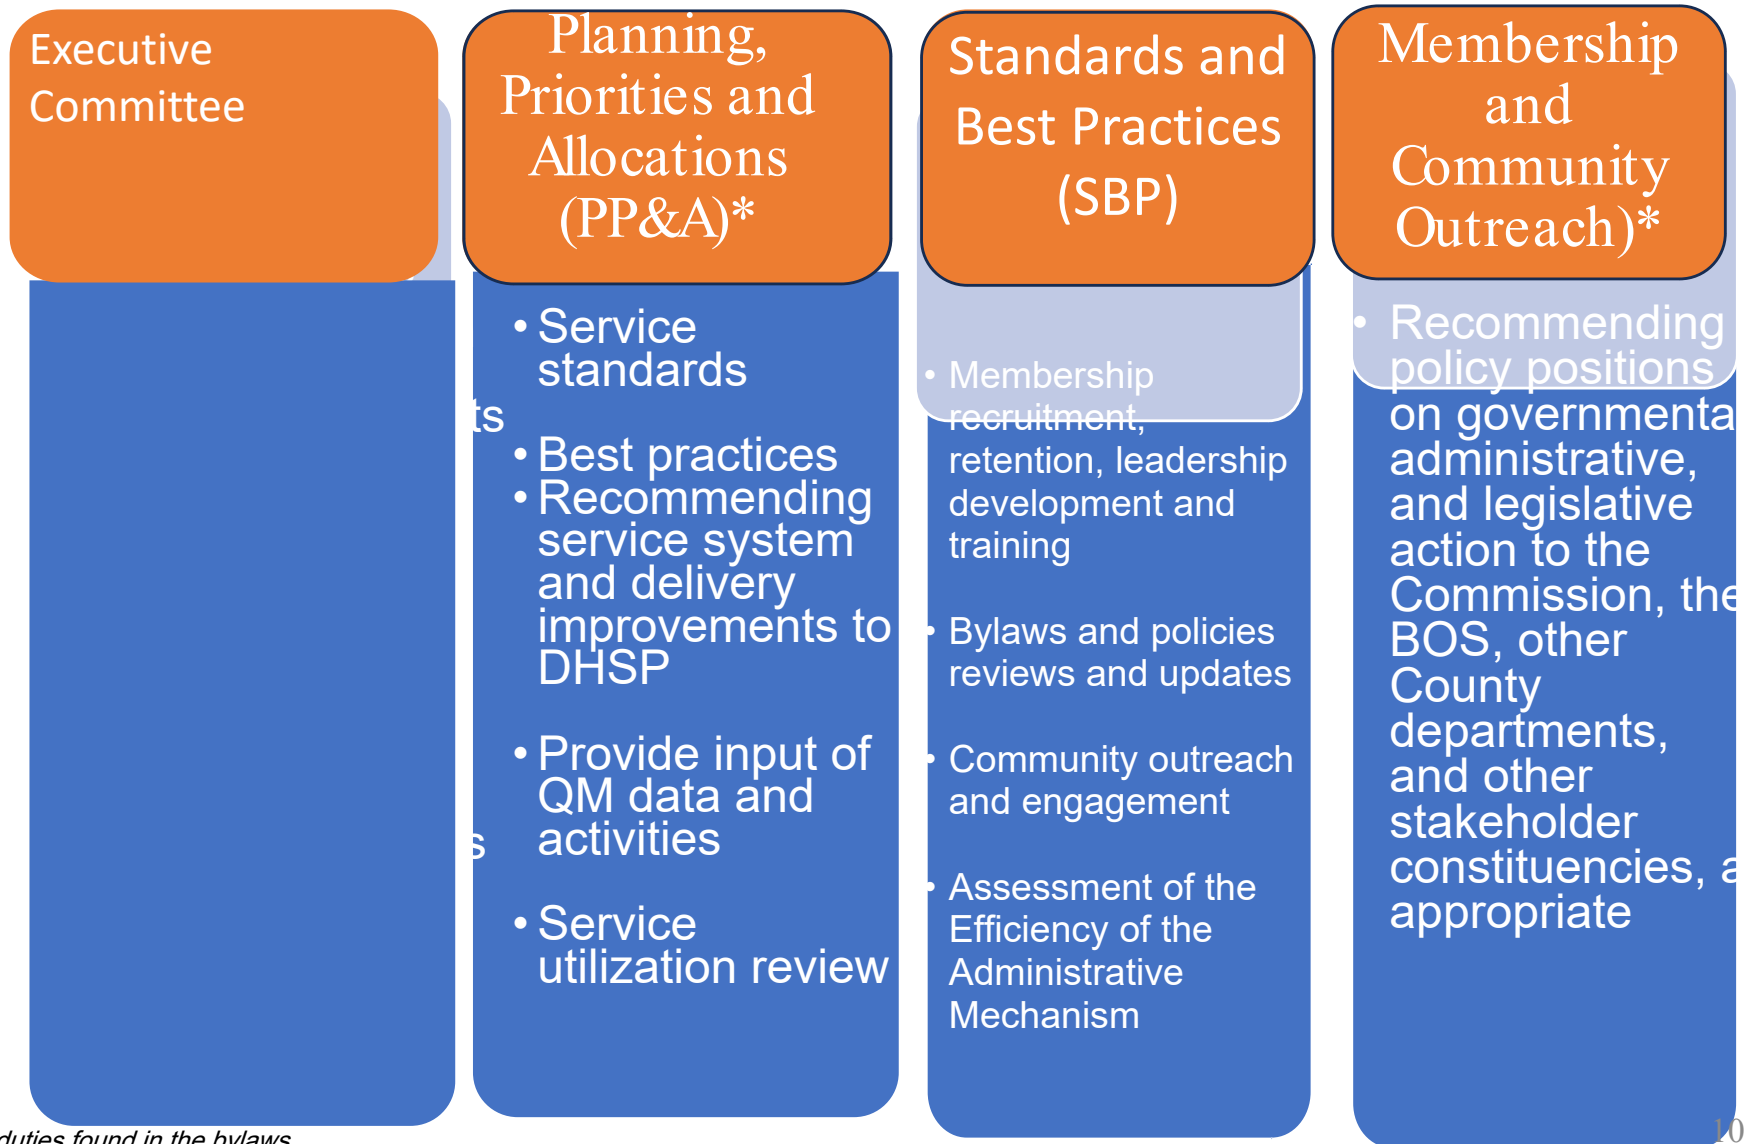 Executive
Committee
Planning,
Priorities and
Allocations
(PP&A)*
ts
• Service
standards
• Best practices
• Recommending
service system
and delivery
improvements to
DHSP
• Provide input of
QM data and
activities
s
• Service
utilization review
Standards and
Best Practices
(SBP)
• Membership
recruitment,
retention, leadership
development and
training
• Bylaws and policies
reviews and updates
• Community outreach
and engagement
• Assessment of the
Efficiency of the
Administrative
Mechanism
Membership
and
Community
Outreach)*
• Recommending
policy positions
on governmenta
administrative,
and legislative
action to the
Commission, the
BOS, other
County
departments,
and other
stakeholder
constituencies, a
appropriate
duties found in the bylaws
10